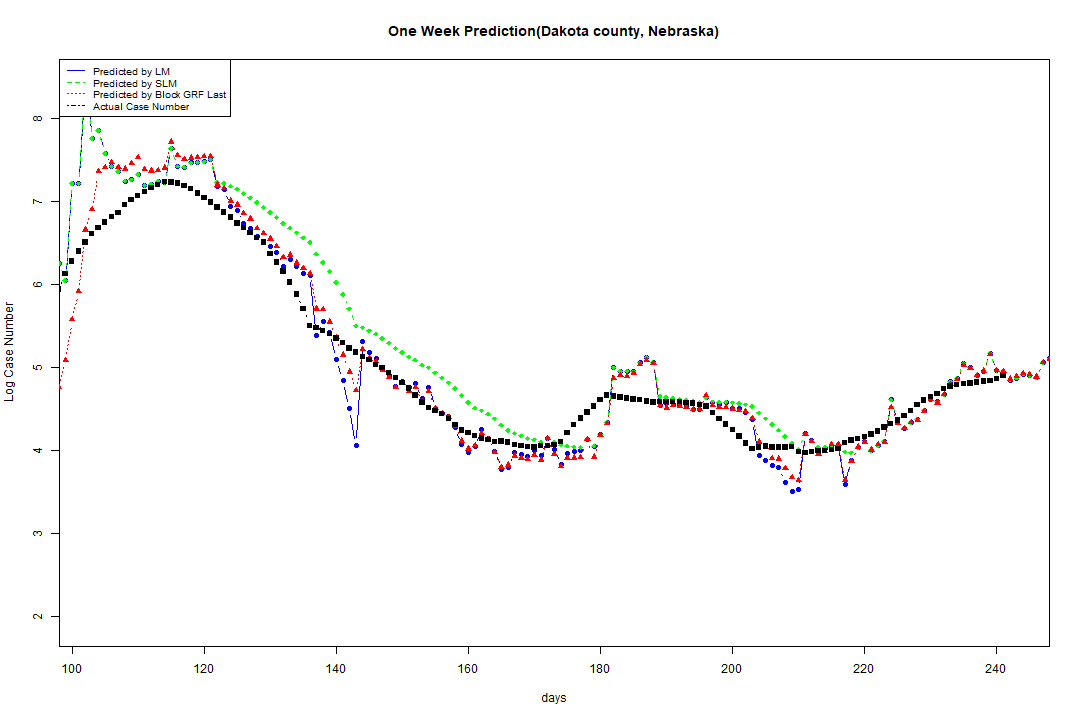 One Week Prediction(Dakota county, Nebraska)
Predicted by LM
Predicted by SLM
Predicted by Block GRF Last
Actual Case Number
8
7
6
5
4
3
2
Log Case Number
100 120 140 160 180 200 220 240
days